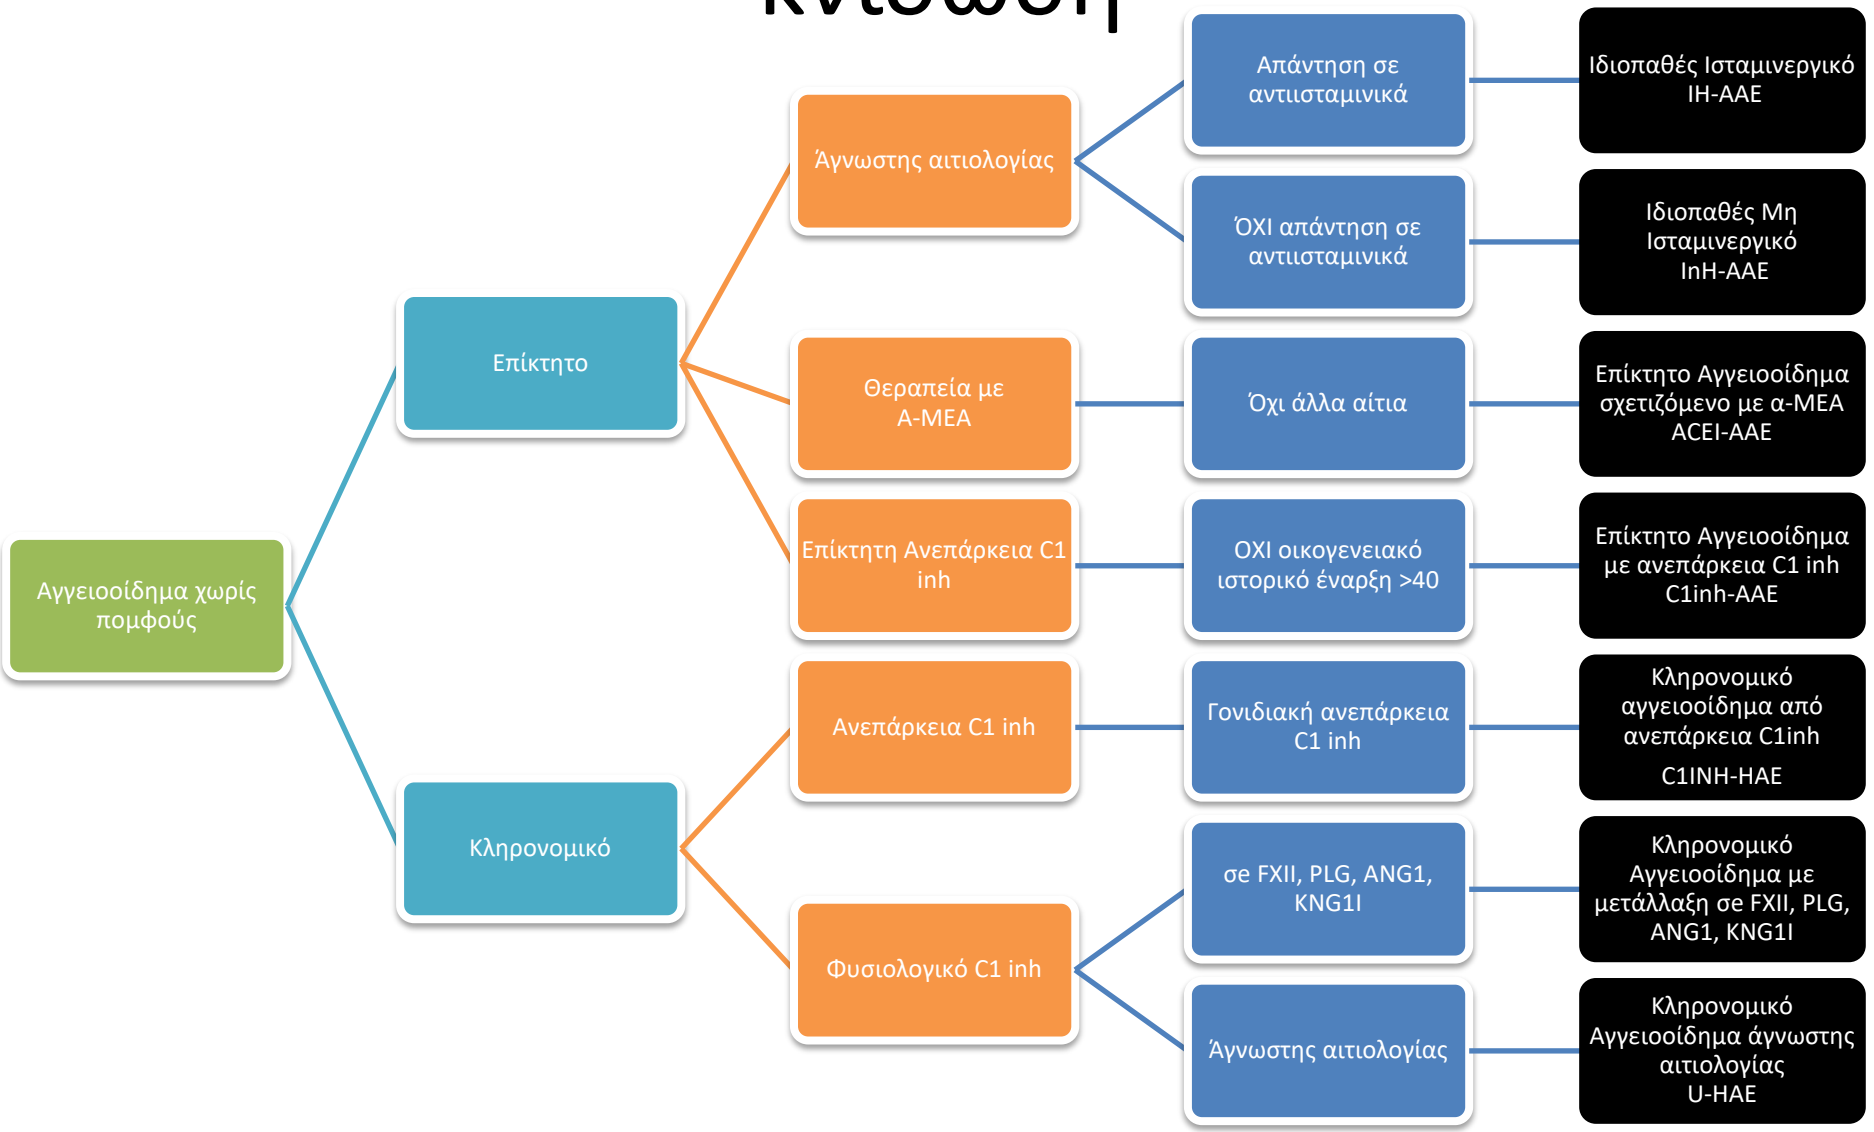 κνίδωση
Απάντηση σε
αντιισταμινικά
Ιδιοπαθές Ισταμινεργικό
IH-AAE
Άγνωστης αιτιολογίας
ΌΧΙ απάντηση σε
αντιισταμινικά
Ιδιοπαθές Μη
Ισταμινεργικό
InH-AAE
Επίκτητο
Θεραπεία με
Α-ΜΕΑ
Όχι άλλα αίτια
Επίκτητο Αγγειοοίδημα
σχετιζόμενο με α-ΜΕΑ
ACEI-AAE
Επίκτητη Ανεπάρκεια C1
inh
ΟΧΙ οικογενειακό
ιστορικό έναρξη >40
Επίκτητο Αγγειοοίδημα
με ανεπάρκεια C1 inh
C1inh-AAE
Αγγειοοίδημα χωρίς
πομφούς
Ανεπάρκεια C1 inh
Γονιδιακή ανεπάρκεια
C1 inh
Κληρονομικό
αγγειοοίδημα από
ανεπάρκεια C1inh
C1INH-HAE
Κληρονομικό
σe FXII, PLG, ANG1,
KNG1I
Κληρονομικό
Αγγειοοίδημα με
μετάλλαξη σe FXII, PLG,
ANG1, KNG1I
Φυσιολογικό C1 inh
Άγνωστης αιτιολογίας
Κληρονομικό
Αγγειοοίδημα άγνωστης
αιτιολογίας
U-HAE